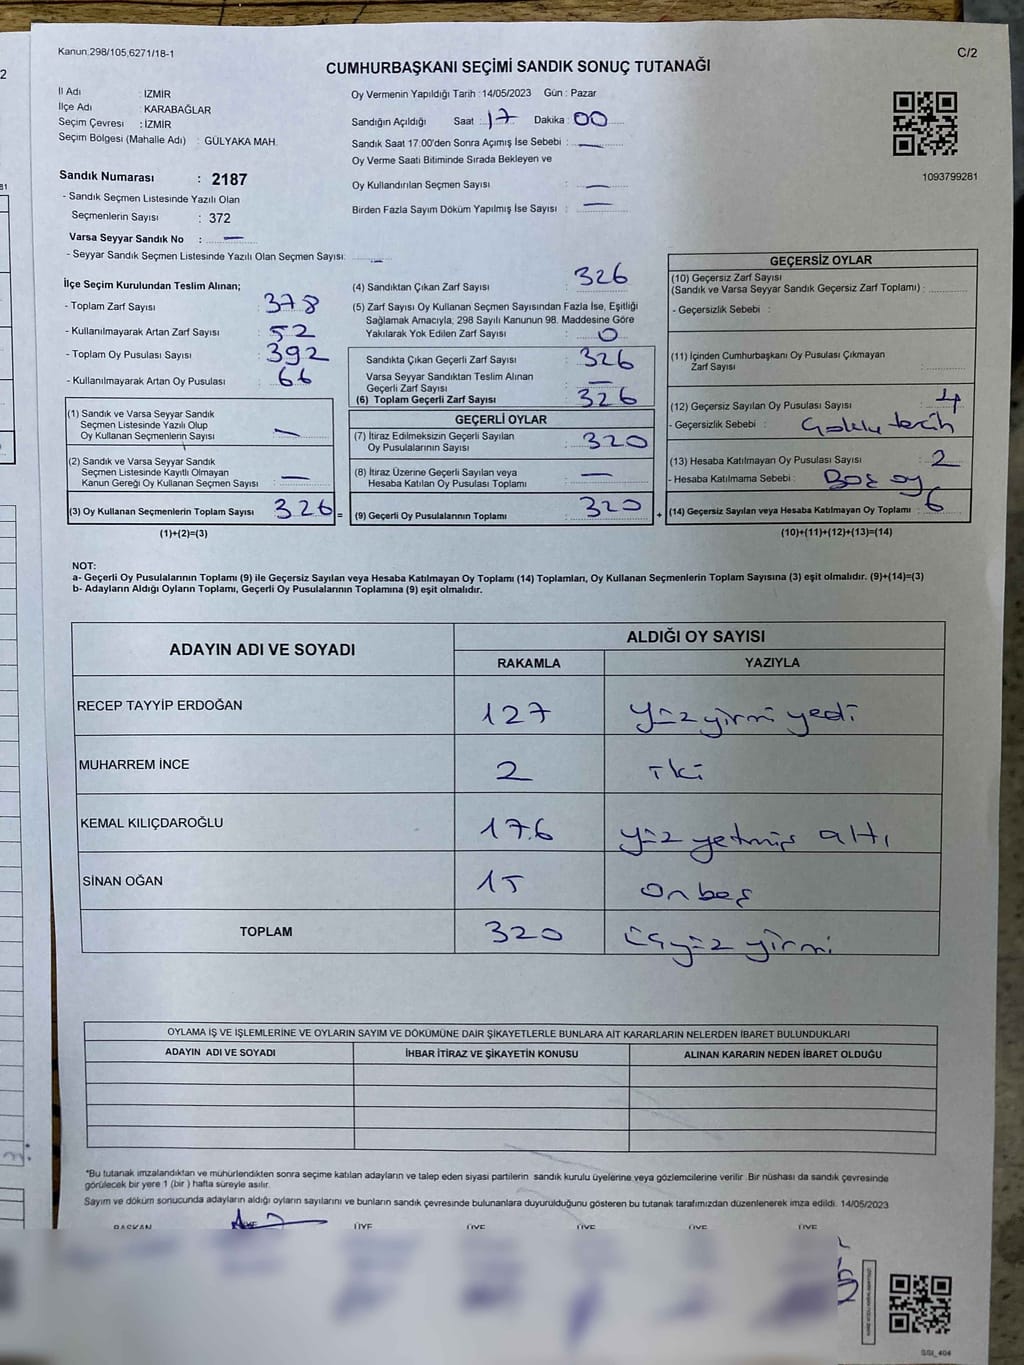 Kanun:298/105,6271/18-1
C/2
CUMHURBAŞKANI SEÇİMİ SANDIK SONUÇ TUTANAĞI
İl Adı : İZMİR
İlçe Adı : KARABAĞLAR
Seçim Çevresi : İZMİR
Seçim Bölgesi (Mahalle Adı) : GÜLYAKA MAH.
Oy Vermenin Yapıldığı Tarih :14/05/2023 Gün : Pazar
Sandığın Açıldığı Saat : 17 Dakika : 00
Sandık Saat 17:00'den Sonra Açımış İse Sebebi : —
Oy Verme Saati Bitiminde Sırada Bekleyen ve
Oy Kullandırılan Seçmen Sayısı : —
Birden Fazla Sayım Döküm Yapılmış İse Sayısı : —
1093799281
Sandık Numarası : 2187
- Sandık Seçmen Listesinde Yazılı Olan
Seçmenlerin Sayısı : 372
Varsa Seyyar Sandık No : —
- Seyyar Sandık Seçmen Listesinde Yazılı Olan Seçmen Sayısı: —
İlçe Seçim Kurulundan Teslim Alınan;
- Toplam Zarf Sayısı : 378
- Kullanılmayarak Artan Zarf Sayısı : 52
- Toplam Oy Pusulası Sayısı : 392
- Kullanılmayarak Artan Oy Pusulası : 66
(1) Sandık ve Varsa Seyyar Sandık
Seçmen Listesinde Yazılı Olup
Oy Kullanan Seçmenlerin Sayısı : —
(2) Sandık ve Varsa Seyyar Sandık
Seçmen Listesinde Kayıtlı Olmayan
Kanun Gereği Oy Kullanan Seçmen Sayısı : —
(3) Oy Kullanan Seçmenlerin Toplam Sayısı 326 =
(1)+(2)=(3)
(4) Sandıktan Çıkan Zarf Sayısı : 326
(5) Zarf Sayısı Oy Kullanan Seçmen Sayısından Fazla İse, Eşitliği
Sağlamak Amacıyla; 298 Sayılı Kanunun 98. Maddesine Göre
Yakılarak Yok Edilen Zarf Sayısı : 0
Sandıkta Çıkan Geçerli Zarf Sayısı : 326
Varsa Seyyar Sandıktan Teslim Alınan
Geçerli Zarf Sayısı : —
(6) Toplam Geçerli Zarf Sayısı : 326
GEÇERLİ OYLAR
(7) İtiraz Edilmeksizin Geçerli Sayılan
Oy Pusulalarının Sayısı : 320
(8) İtiraz Üzerine Geçerli Sayılan veya
Hesaba Katılan Oy Pusulası Toplamı : —
(9) Geçerli Oy Pusulalarının Toplamı : 320 +
GEÇERSİZ OYLAR
(10) Geçersiz Zarf Sayısı
(Sandık ve Varsa Seyyar Sandık Geçersiz Zarf Toplamı) :
- Geçersizlik Sebebi :
(11) İçinden Cumhurbaşkanı Oy Pusulası Çıkmayan
Zarf Sayısı :
(12) Geçersiz Sayılan Oy Pusulası Sayısı : 4
- Geçersizlik Sebebi : Çoklu tercih
(13) Hesaba Katılmayan Oy Pusulası Sayısı : 2
- Hesaba Katılmama Sebebi : Boş oy
(14) Geçersiz Sayılan veya Hesaba Katılmayan Oy Toplamı : 6
(10)+(11)+(12)+(13)=(14)
NOT:
a- Geçerli Oy Pusulalarının Toplamı (9) ile Geçersiz Sayılan veya Hesaba Katılmayan Oy Toplamı (14) Toplamları, Oy Kullanan Seçmenlerin Toplam Sayısına (3) eşit olmalıdır. (9)+(14)=(3)
b- Adayların Aldığı Oyların Toplamı, Geçerli Oy Pusulalarının Toplamına (9) eşit olmalıdır.
ADAYIN ADI VE SOYADI
ALDIĞI OY SAYISI
RAKAMLA YAZIYLA
RECEP TAYYİP ERDOĞAN 127 yüz yirmi yedi
MUHARREM İNCE 2 iki
KEMAL KILIÇDAROĞLU 176 yüz yetmiş altı
SİNAN OĞAN 15 onbeş
TOPLAM 320 üçyüz yirmi
OYLAMA İŞ VE İŞLEMLERİNE VE OYLARIN SAYIM VE DÖKÜMÜNE DAİR ŞİKAYETLERLE BUNLARA AİT KARARLARIN NELERDEN İBARET BULUNDUKLARI
ADAYIN ADI VE SOYADI İHBAR İTİRAZ VE ŞİKAYETİN KONUSU ALINAN KARARIN NEDEN İBARET OLDUĞU
*Bu tutanak imzalandıktan ve mühürlendikten sonra seçime katılan adayların ve talep eden siyasi partilerin sandık kurulu üyelerine veya gözlemcilerine verilir. Bir nüshası da sandık çevresinde
görülecek bir yere 1 (bir ) hafta süreyle asılır.
Sayım ve döküm sonucunda adayların aldığı oyların sayılarını ve bunların sandık çevresinde bulunanlara duyurulduğunu gösteren bu tutanak tarafımızdan düzenlenerek imza edildi. 14/05/2023
BAŞKAN ÜYE ÜYE ÜYE ÜYE ÜYE
SSI_404